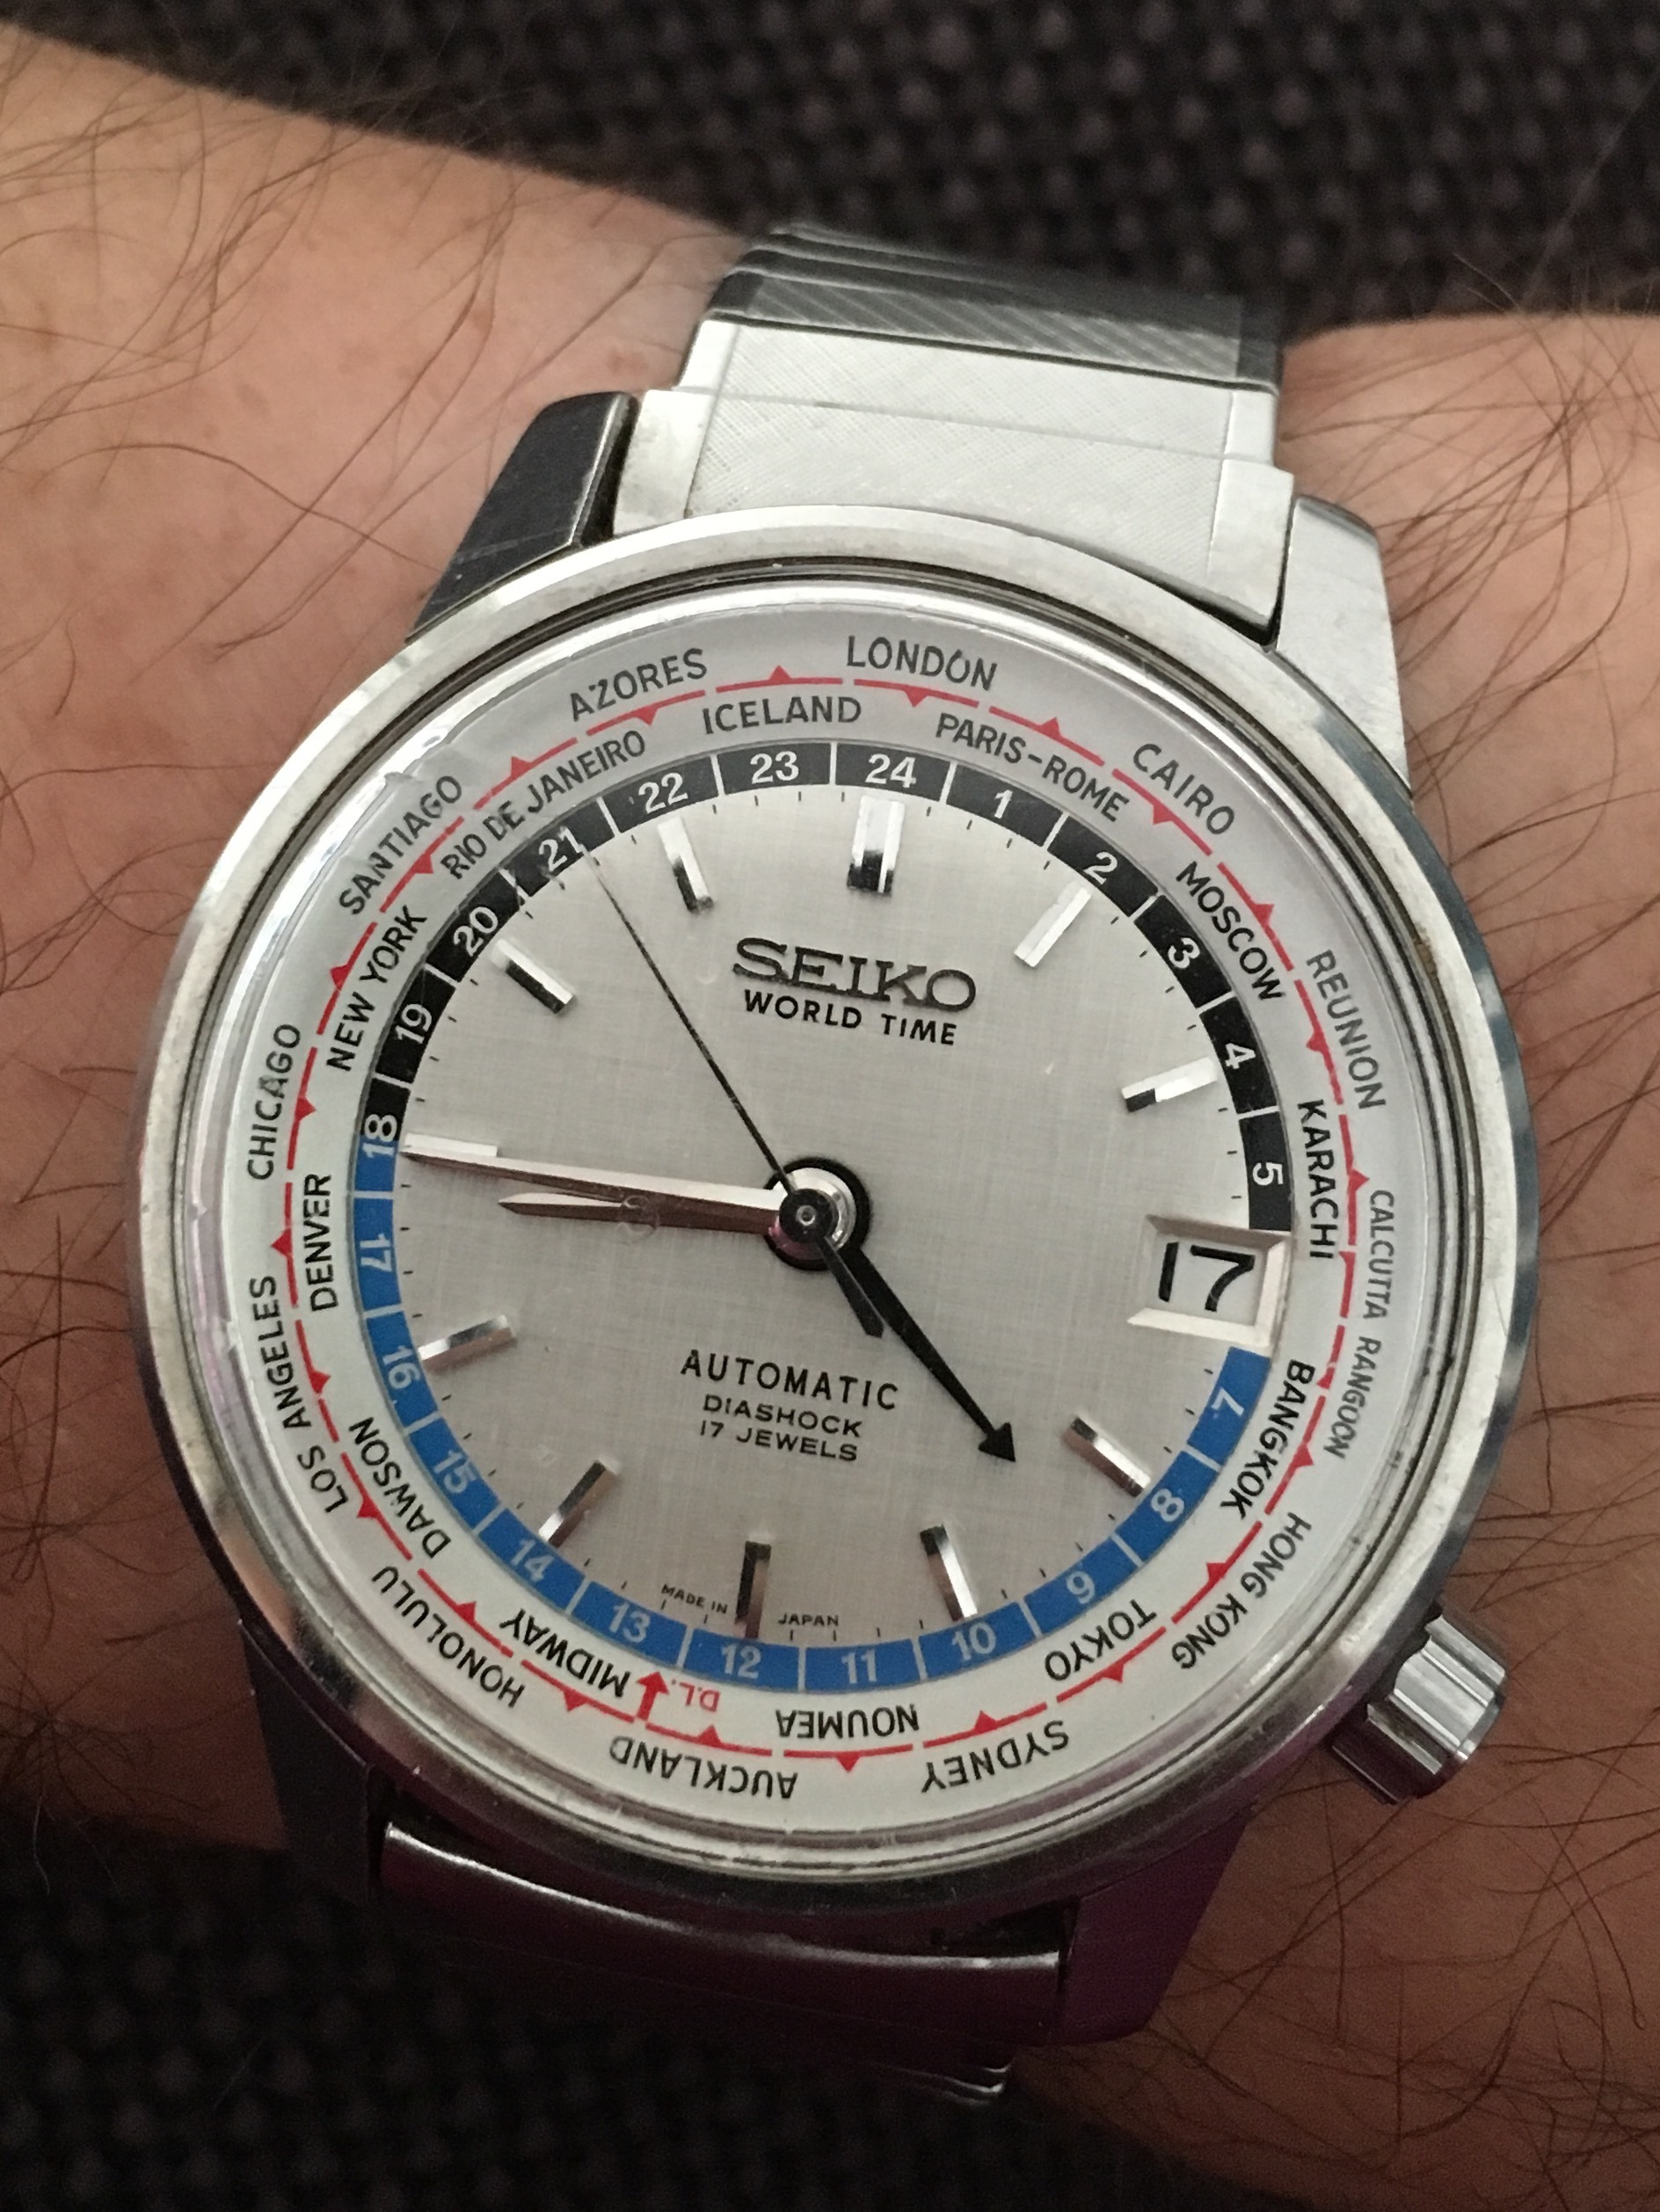 LONDON
PARIS-ROME
CAIRO
MOSCOW
REUNION
KARACHI
CALCUTTA
RANGOON
BANGKOK
HONG KONG
TOKYO
SYDNEY
NOUMEA
AUCKLAND
D.L.
MIDWAY
HONOLULU
DAWSON
LOS ANGELES
DENVER
CHICAGO
NEW YORK
SANTIAGO
RIO DE JANEIRO
AZORES
ICELAND
24
1
2
3
4
5
7
8
9
10
11
12
13
14
15
16
17
18
19
20
21
22
23
SEIKO
WORLD TIME
17
AUTOMATIC
DIASHOCK
17 JEWELS
MADE IN JAPAN